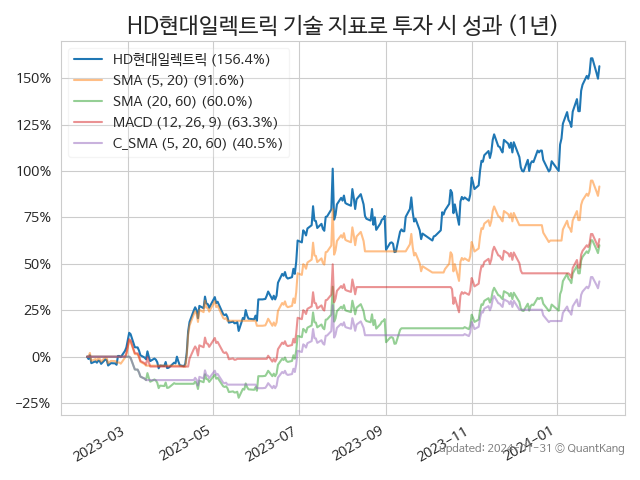 HD현대일렉트릭 기술 지표로 투자 시 성과 (1년)
HD현대일렉트릭 (156.4%)
SMA (5, 20) (91.6%)
SMA (20, 60) (60.0%)
MACD (12, 26, 9) (63.3%)
C_SMA (5, 20, 60) (40.5%)
150%
125%
100%
75%
50%
25%
0%
−25%
2023-03
2023-05
2023-07
2023-09
2023-11
2024-01
updated: 2024-01-31 © QuantKang